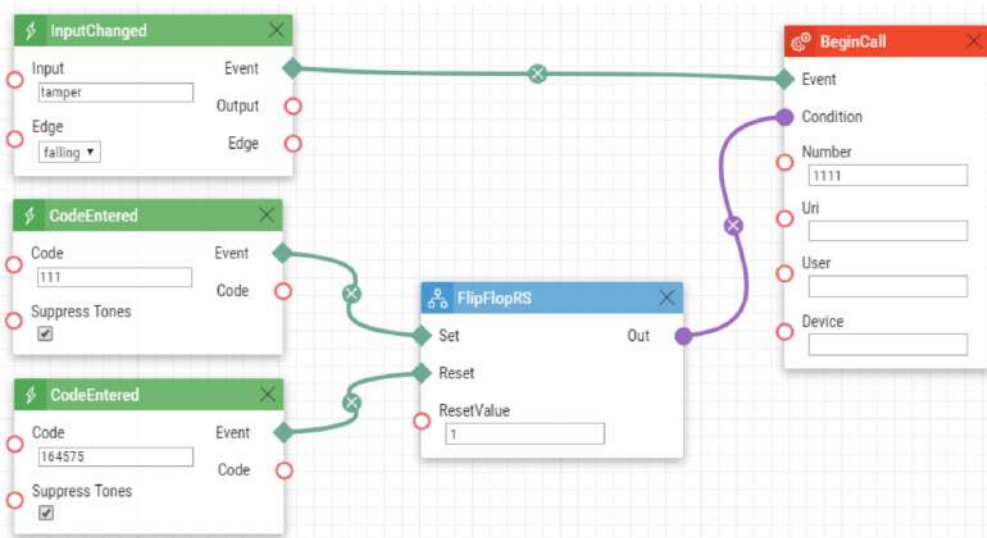 InputChanged
Input
Event
tamper
Output
Edge
falling
Edge
CodeEntered
Code
Event
111
Code
Suppress Tones
CodeEntered
Code
Event
164575
Code
Suppress Tones
FlipFlopRS
Set
Out
Reset
ResetValue
1
BeginCall
Event
Condition
Number
1111
Uri
User
Device